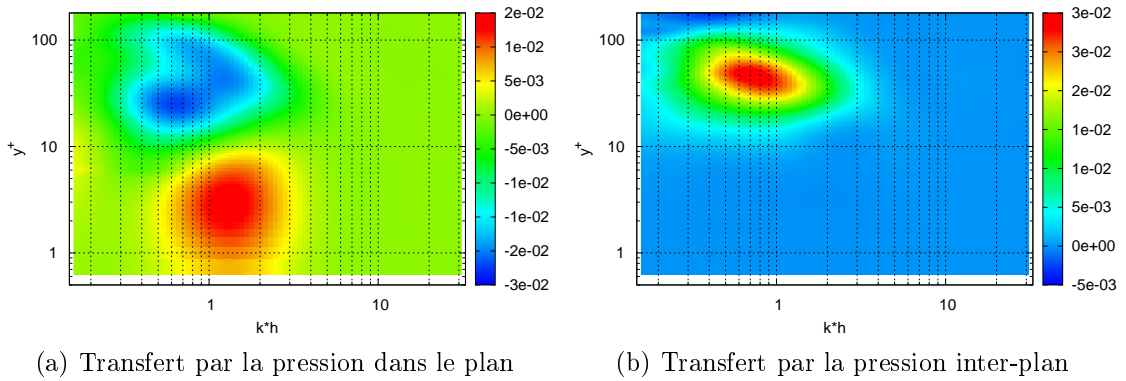 100
10
1
y+
1
10
k*h
2e-02
1e-02
5e-03
0e+00
-5e-03
-1e-02
-1e-02
-2e-02
-3e-02
(a) Transfert par la pression dans le plan
100
10
1
y+
1
10
k*h
3e-02
3e-02
2e-02
2e-02
1e-02
1e-02
5e-03
0e+00
-5e-03
(b) Transfert par la pression inter-plan